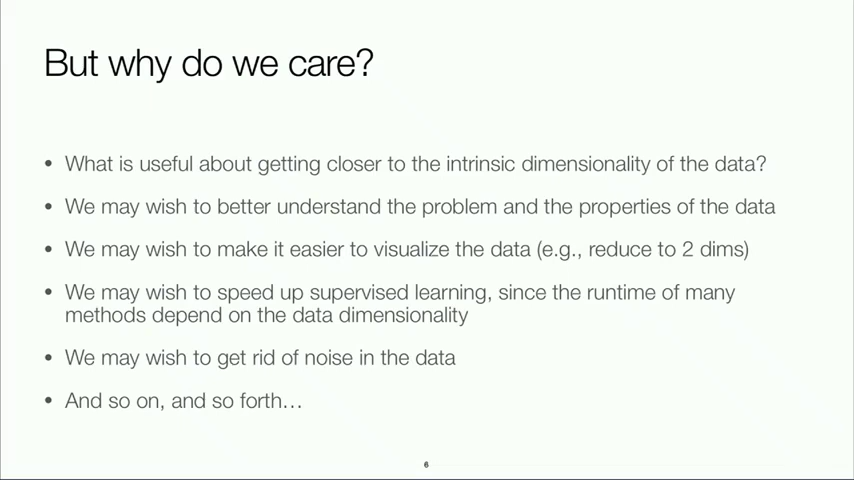 But why do we care?
• What is useful about getting closer to the intrinsic dimensionality of the data?
• We may wish to better understand the problem and the properties of the data
• We may wish to make it easier to visualize the data (e.g., reduce to 2 dims)
• We may wish to speed up supervised learning, since the runtime of many
methods depend on the data dimensionality
• We may wish to get rid of noise in the data
• And so on, and so forth…
6